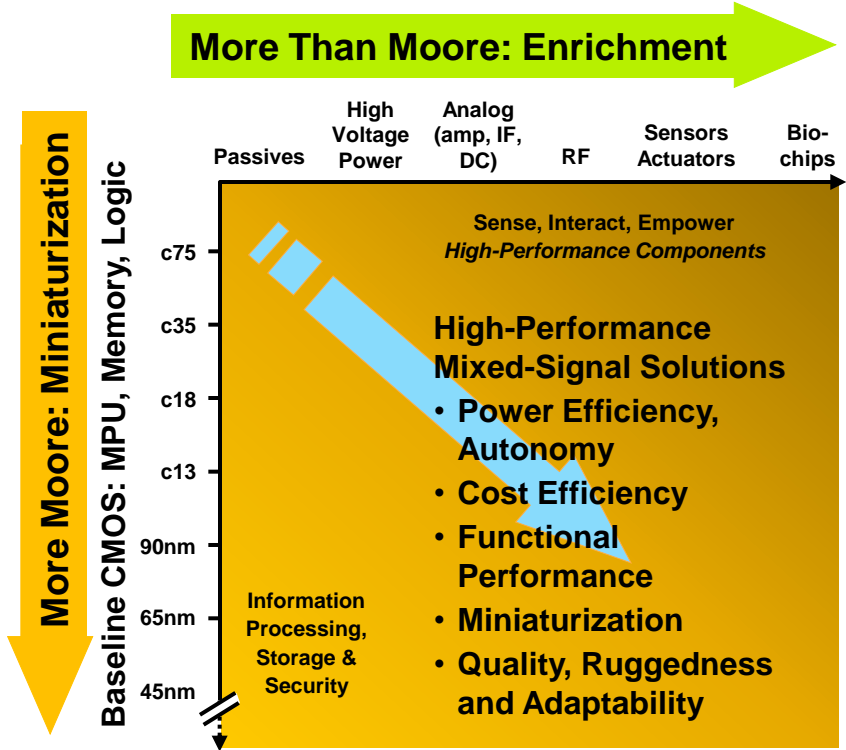 More Than Moore: Enrichment
Passives
High
Voltage
Power
Analog
(amp, IF,
DC)
RF
Sensors
Actuators
Bio-
chips
More Moore: Miniaturization
Baseline CMOS: MPU, Memory, Logic
c75
c35
c18
c13
90nm
65nm
45nm
Sense, Interact, Empower
High-Performance Components
High-Performance
Mixed-Signal Solutions
• Power Efficiency,
Autonomy
• Cost Efficiency
• Functional
Performance
• Miniaturization
• Quality, Ruggedness
and Adaptability
Information
Processing,
Storage &
Security